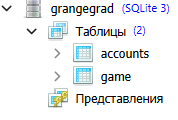 grangegrad (SQLite 3)
Таблицы (2)
accounts
game
Представления